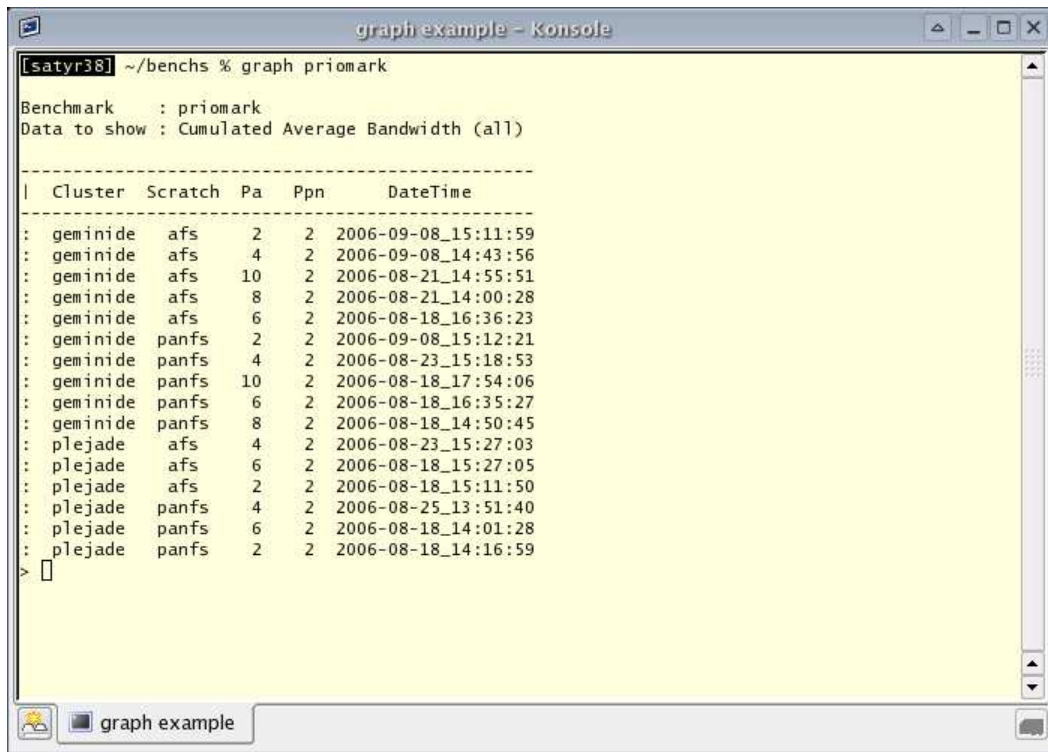 graph example - Konsole
[satyr38] ~/benchs % graph priomark
Benchmark     : priomark
Data to show : Cumulated Average Bandwidth (all)
-------------------------------------------------
|  Cluster  Scratch  Pa   Ppn      DateTime
-------------------------------------------------
:  geminide   afs     2    2  2006-09-08_15:11:59
:  geminide   afs     4    2  2006-09-08_14:43:56
:  geminide   afs    10    2  2006-08-21_14:55:51
:  geminide   afs     8    2  2006-08-21_14:00:28
:  geminide   afs     6    2  2006-08-18_16:36:23
:  geminide  panfs    2    2  2006-09-08_15:12:21
:  geminide  panfs    4    2  2006-08-23_15:18:53
:  geminide  panfs   10    2  2006-08-18_17:54:06
:  geminide  panfs    6    2  2006-08-18_16:35:27
:  geminide  panfs    8    2  2006-08-18_14:50:45
:  plejade    afs     4    2  2006-08-23_15:27:03
:  plejade    afs     6    2  2006-08-18_15:27:05
:  plejade    afs     2    2  2006-08-18_15:11:50
:  plejade   panfs    4    2  2006-08-25_13:51:40
:  plejade   panfs    6    2  2006-08-18_14:01:28
:  plejade   panfs    2    2  2006-08-18_14:16:59
>
graph example